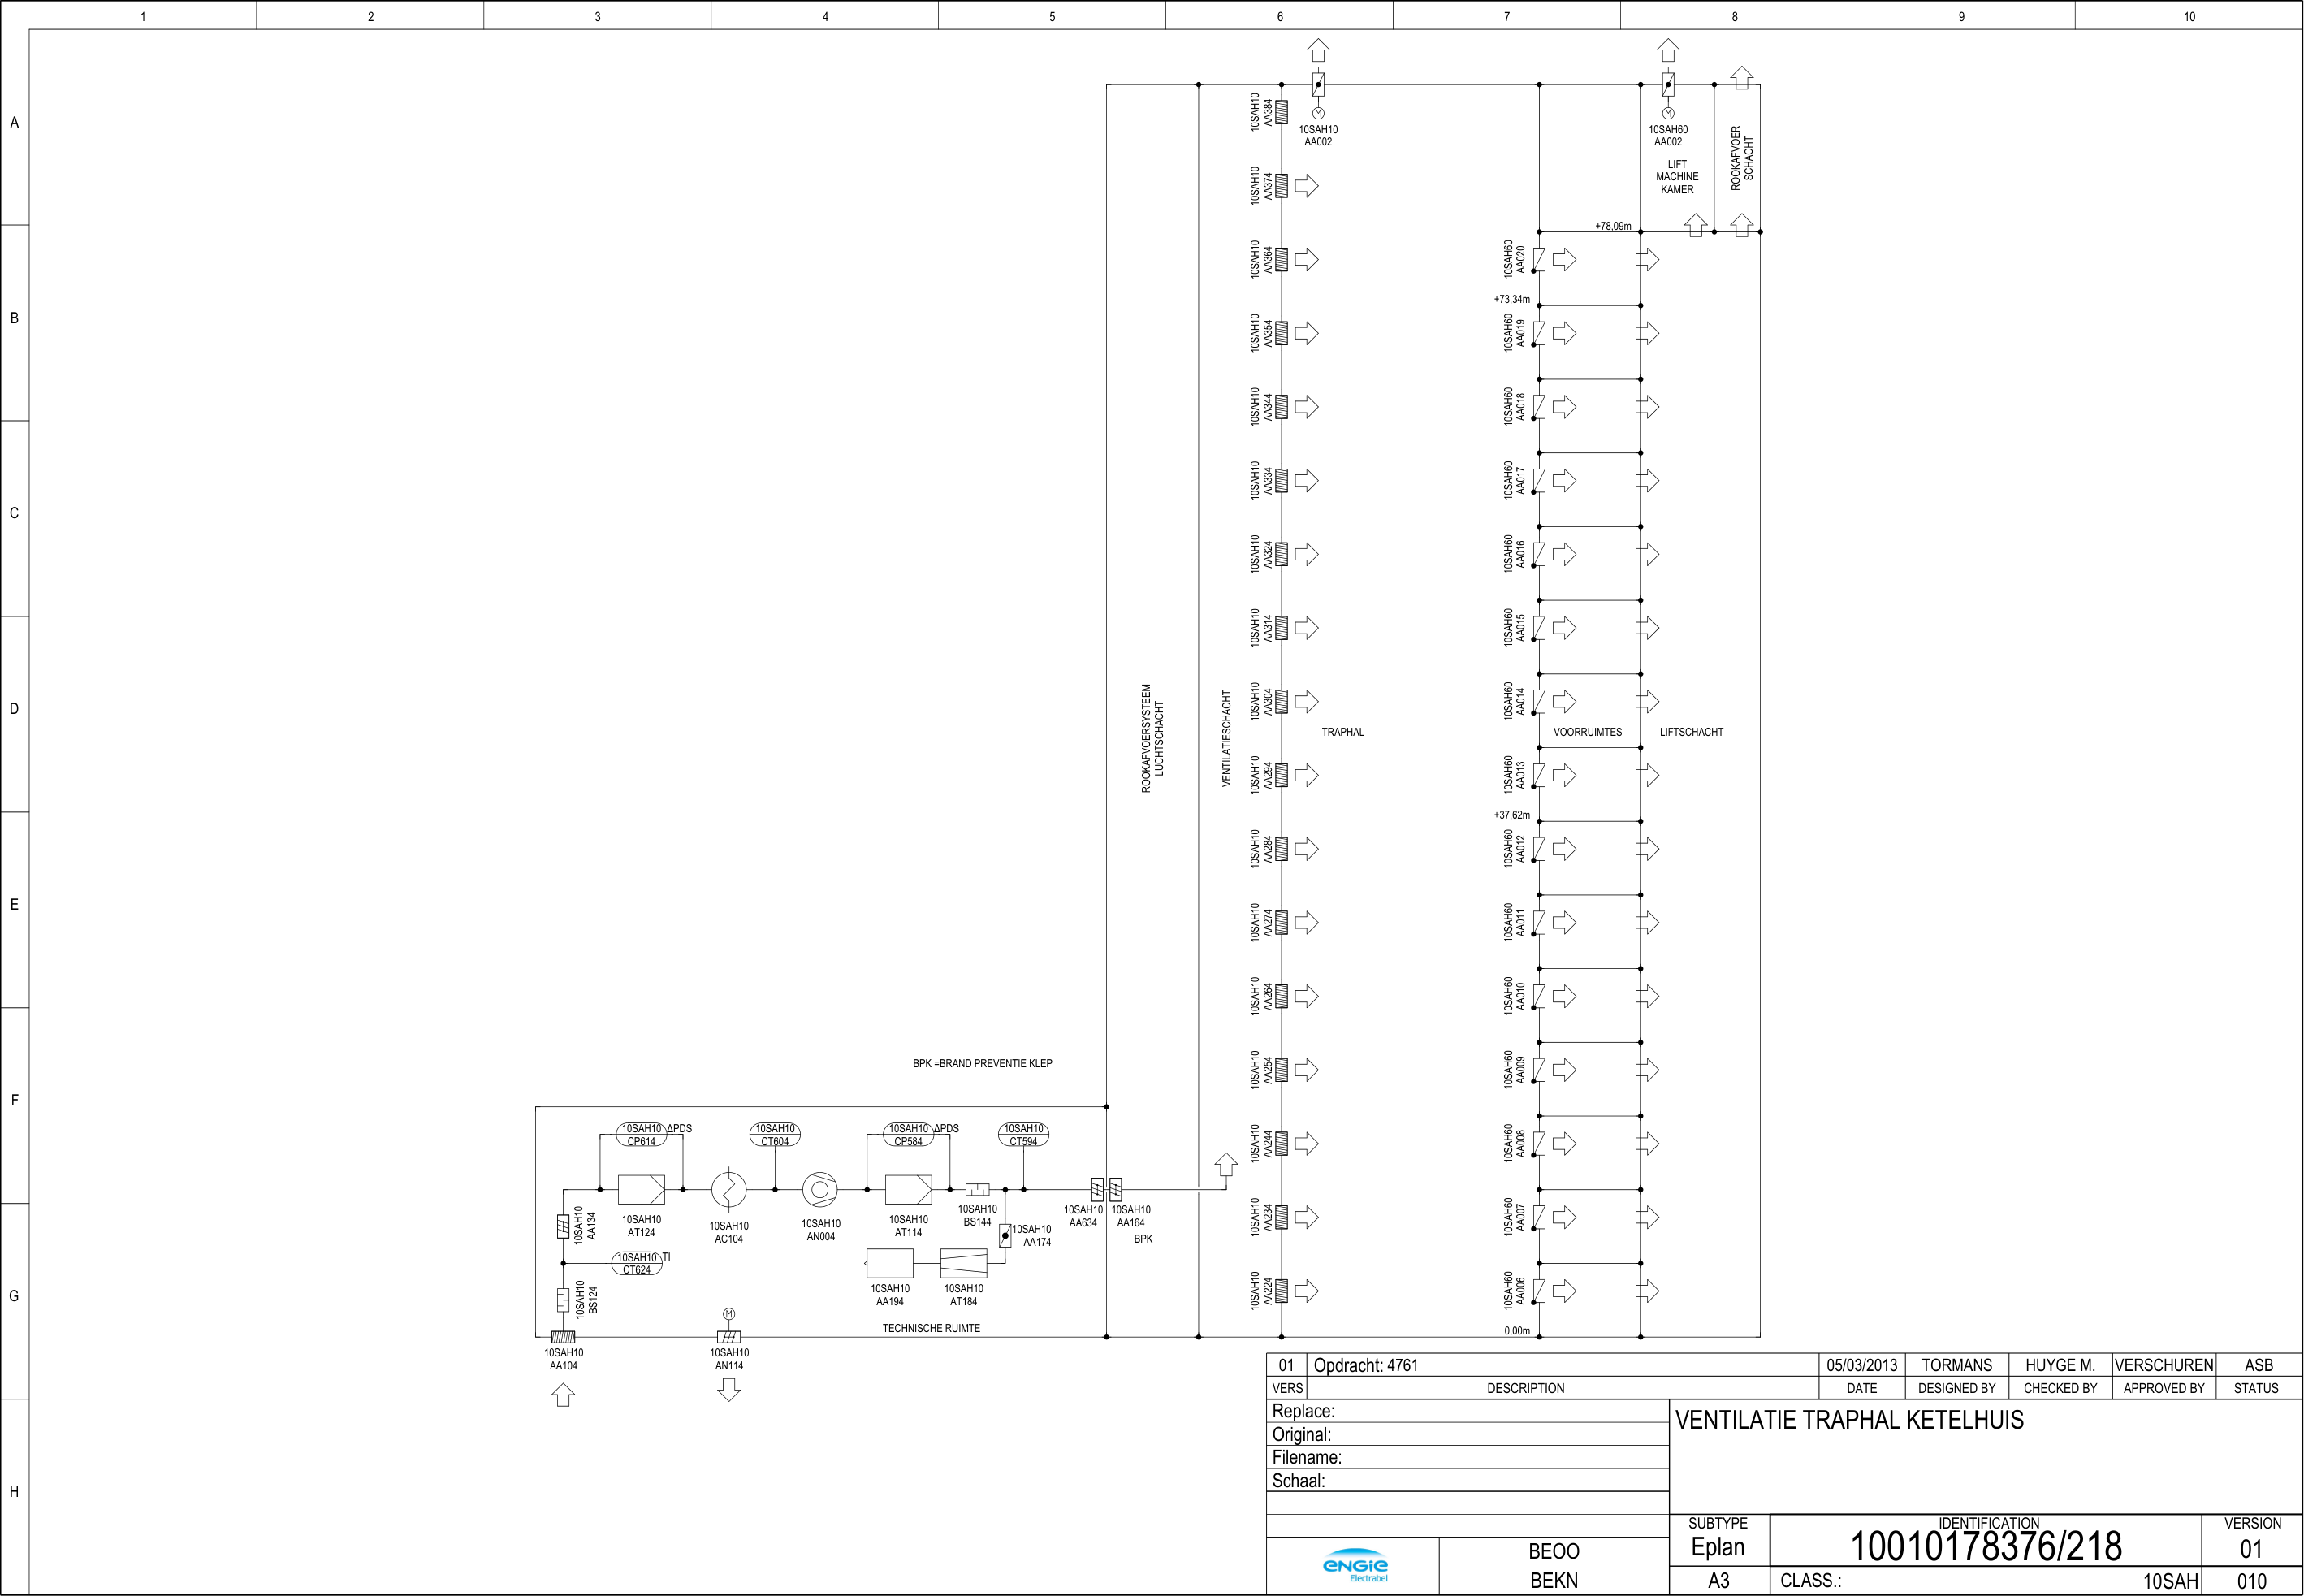 1 2 3 4 5 6 7 8 9 10
A
B
C
D
E
F
G
H
10SAH10
AA384
10SAH10
AA374
10SAH10
AA364
10SAH10
AA354
10SAH10
AA344
10SAH10
AA334
10SAH10
AA324
10SAH10
AA314
10SAH10
AA304
10SAH10
AA294
10SAH10
AA284
10SAH10
AA274
10SAH10
AA264
10SAH10
AA254
10SAH10
AA244
10SAH10
AA234
10SAH10
AA224
M
10SAH10
AA002
M
10SAH60
AA002
LIFT
MACHINE
KAMER
ROOKAFVOER
SCHACHT
+78,09m
10SAH60
AA020
+73,34m
10SAH60
AA019
10SAH60
AA018
10SAH60
AA017
10SAH60
AA016
10SAH60
AA015
10SAH60
AA014
10SAH60
AA013
+37,62m
10SAH60
AA012
10SAH60
AA011
10SAH60
AA010
10SAH60
AA009
10SAH60
AA008
10SAH60
AA007
10SAH60
AA006
0,00m
ROOKAFVOERSYSTEEM
LUCHTSCHACHT
VENTILATIESCHACHT
TRAPHAL
VOORRUIMTES
LIFTSCHACHT
BPK =BRAND PREVENTIE KLEP
10SAH10 ΔPDS
CP614
10SAH10
CT604
10SAH10 ΔPDS
CP584
10SAH10
CT594
10SAH10
AA134
10SAH10
AT124
10SAH10
AC104
10SAH10
AN004
10SAH10
AT114
10SAH10
BS144
10SAH10
AA174
10SAH10
AA634
10SAH10
AA164
BPK
10SAH10 TI
CT624
10SAH10
BS124
10SAH10
AA194
10SAH10
AT184
M
TECHNISCHE RUIMTE
10SAH10
AA104
10SAH10
AN114
01 Opdracht: 4761 05/03/2013 TORMANS HUYGE M. VERSCHUREN ASB
VERS DESCRIPTION DATE DESIGNED BY CHECKED BY APPROVED BY STATUS
Replace:
Original:
Filename:
Schaal:
VENTILATIE TRAPHAL KETELHUIS
ENGIE
Electrabel
BEOO
BEKN
SUBTYPE
Eplan
A3
IDENTIFICATION
10010178376/218
CLASS.: 10SAH
VERSION
01
010